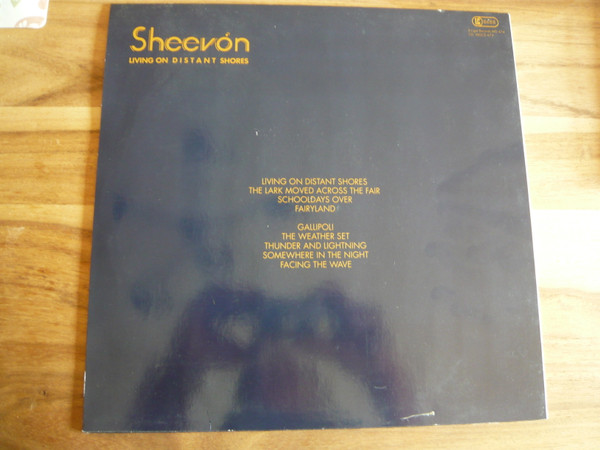 Sheevón
LIVING ON DISTANT SHORES
LIVING ON DISTANT SHORES
THE LARK MOVED ACROSS THE FAIR
SCHOOLDAYS OVER
FAIRYLAND
GALLIPOLI
THE WEATHER SET
THUNDER AND LIGHTNING
SOMEWHERE IN THE NIGHT
FACING THE WAVE